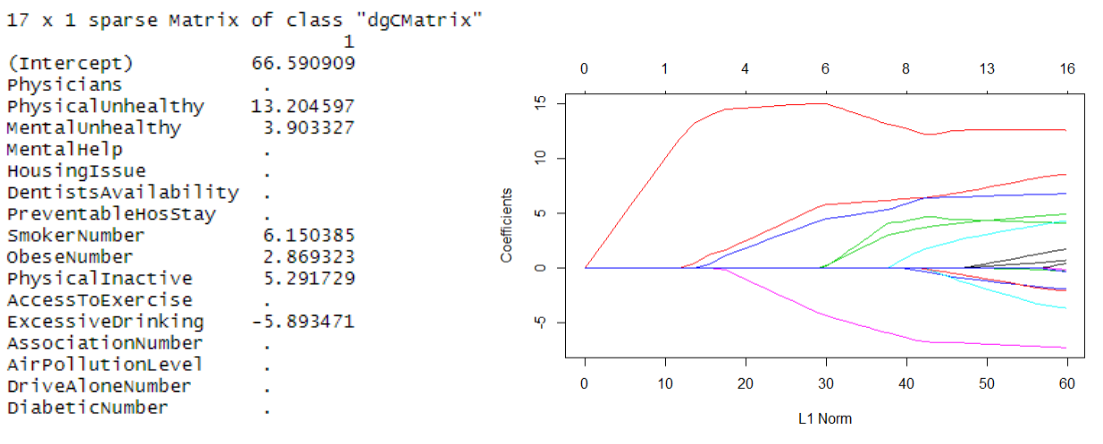 17 x 1 sparse Matrix of class "dgCMatrix"
1
(Intercept) 66.590909
Physicians .
PhysicalUnhealthy 13.204597
MentalUnhealthy 3.903327
MentalHelp .
HousingIssue .
DentistsAvailability .
PreventableHosStay .
SmokerNumber 6.150385
ObeseNumber 2.869323
PhysicalInactive 5.291729
AccessToExercise .
ExcessiveDrinking -5.893471
AssociationNumber .
AirPollutionLevel .
DriveAloneNumber .
DiabeticNumber .
0 1 4 6 8 13 16
15
10
5
0
-5
Coefficients
0 10 20 30 40 50 60
L1 Norm